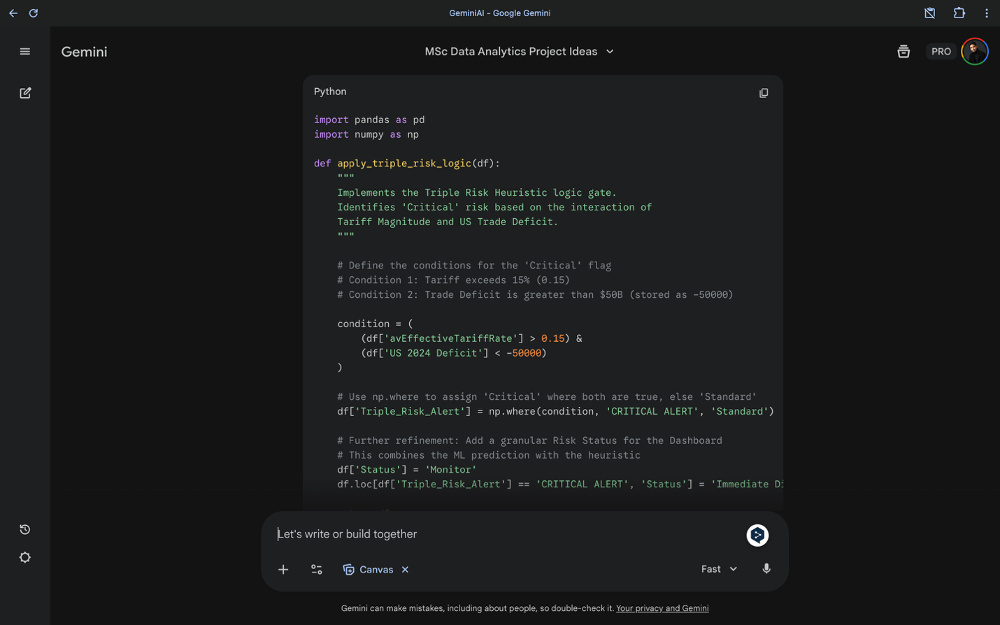 GeminiAI - Google Gemini
Gemini
MSc Data Analytics Project Ideas
PRO
Python
import pandas as pd
import numpy as np
def apply_triple_risk_logic(df):
"""
Implements the Triple Risk Heuristic logic gate.
Identifies 'Critical' risk based on the interaction of
Tariff Magnitude and US Trade Deficit.
"""
# Define the conditions for the 'Critical' flag
# Condition 1: Tariff exceeds 15% (0.15)
# Condition 2: Trade Deficit is greater than $50B (stored as -50000)
condition = (
(df['avEffectiveTariffRate'] > 0.15) &
(df['US 2024 Deficit'] < -50000)
)
# Use np.where to assign 'Critical' where both are true, else 'Standard'
df['Triple_Risk_Alert'] = np.where(condition, 'CRITICAL ALERT', 'Standard')
# Further refinement: Add a granular Risk Status for the Dashboard
# This combines the ML prediction with the heuristic
df['Status'] = 'Monitor'
df.loc[df['Triple_Risk_Alert'] == 'CRITICAL ALERT', 'Status'] = 'Immediate
Let's write or build together
Canvas
Fast
Gemini can make mistakes, including about people, so double-check it. Your privacy and Gemini